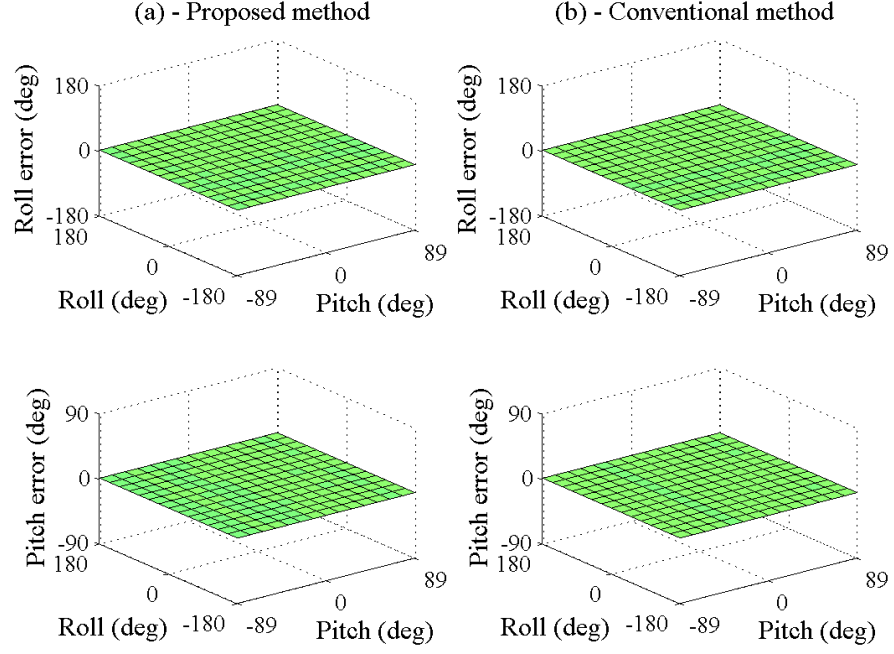 (a) - Proposed method
(b) - Conventional method
Roll error (deg)
180
0
-180
180
0
-180
-89
0
89
Roll (deg)
Pitch (deg)
Roll error (deg)
180
0
-180
180
0
-180
-89
0
89
Roll (deg)
Pitch (deg)
Pitch error (deg)
90
0
-90
180
0
-180
-89
0
89
Roll (deg)
Pitch (deg)
Pitch error (deg)
90
0
-90
180
0
-180
-89
0
89
Roll (deg)
Pitch (deg)